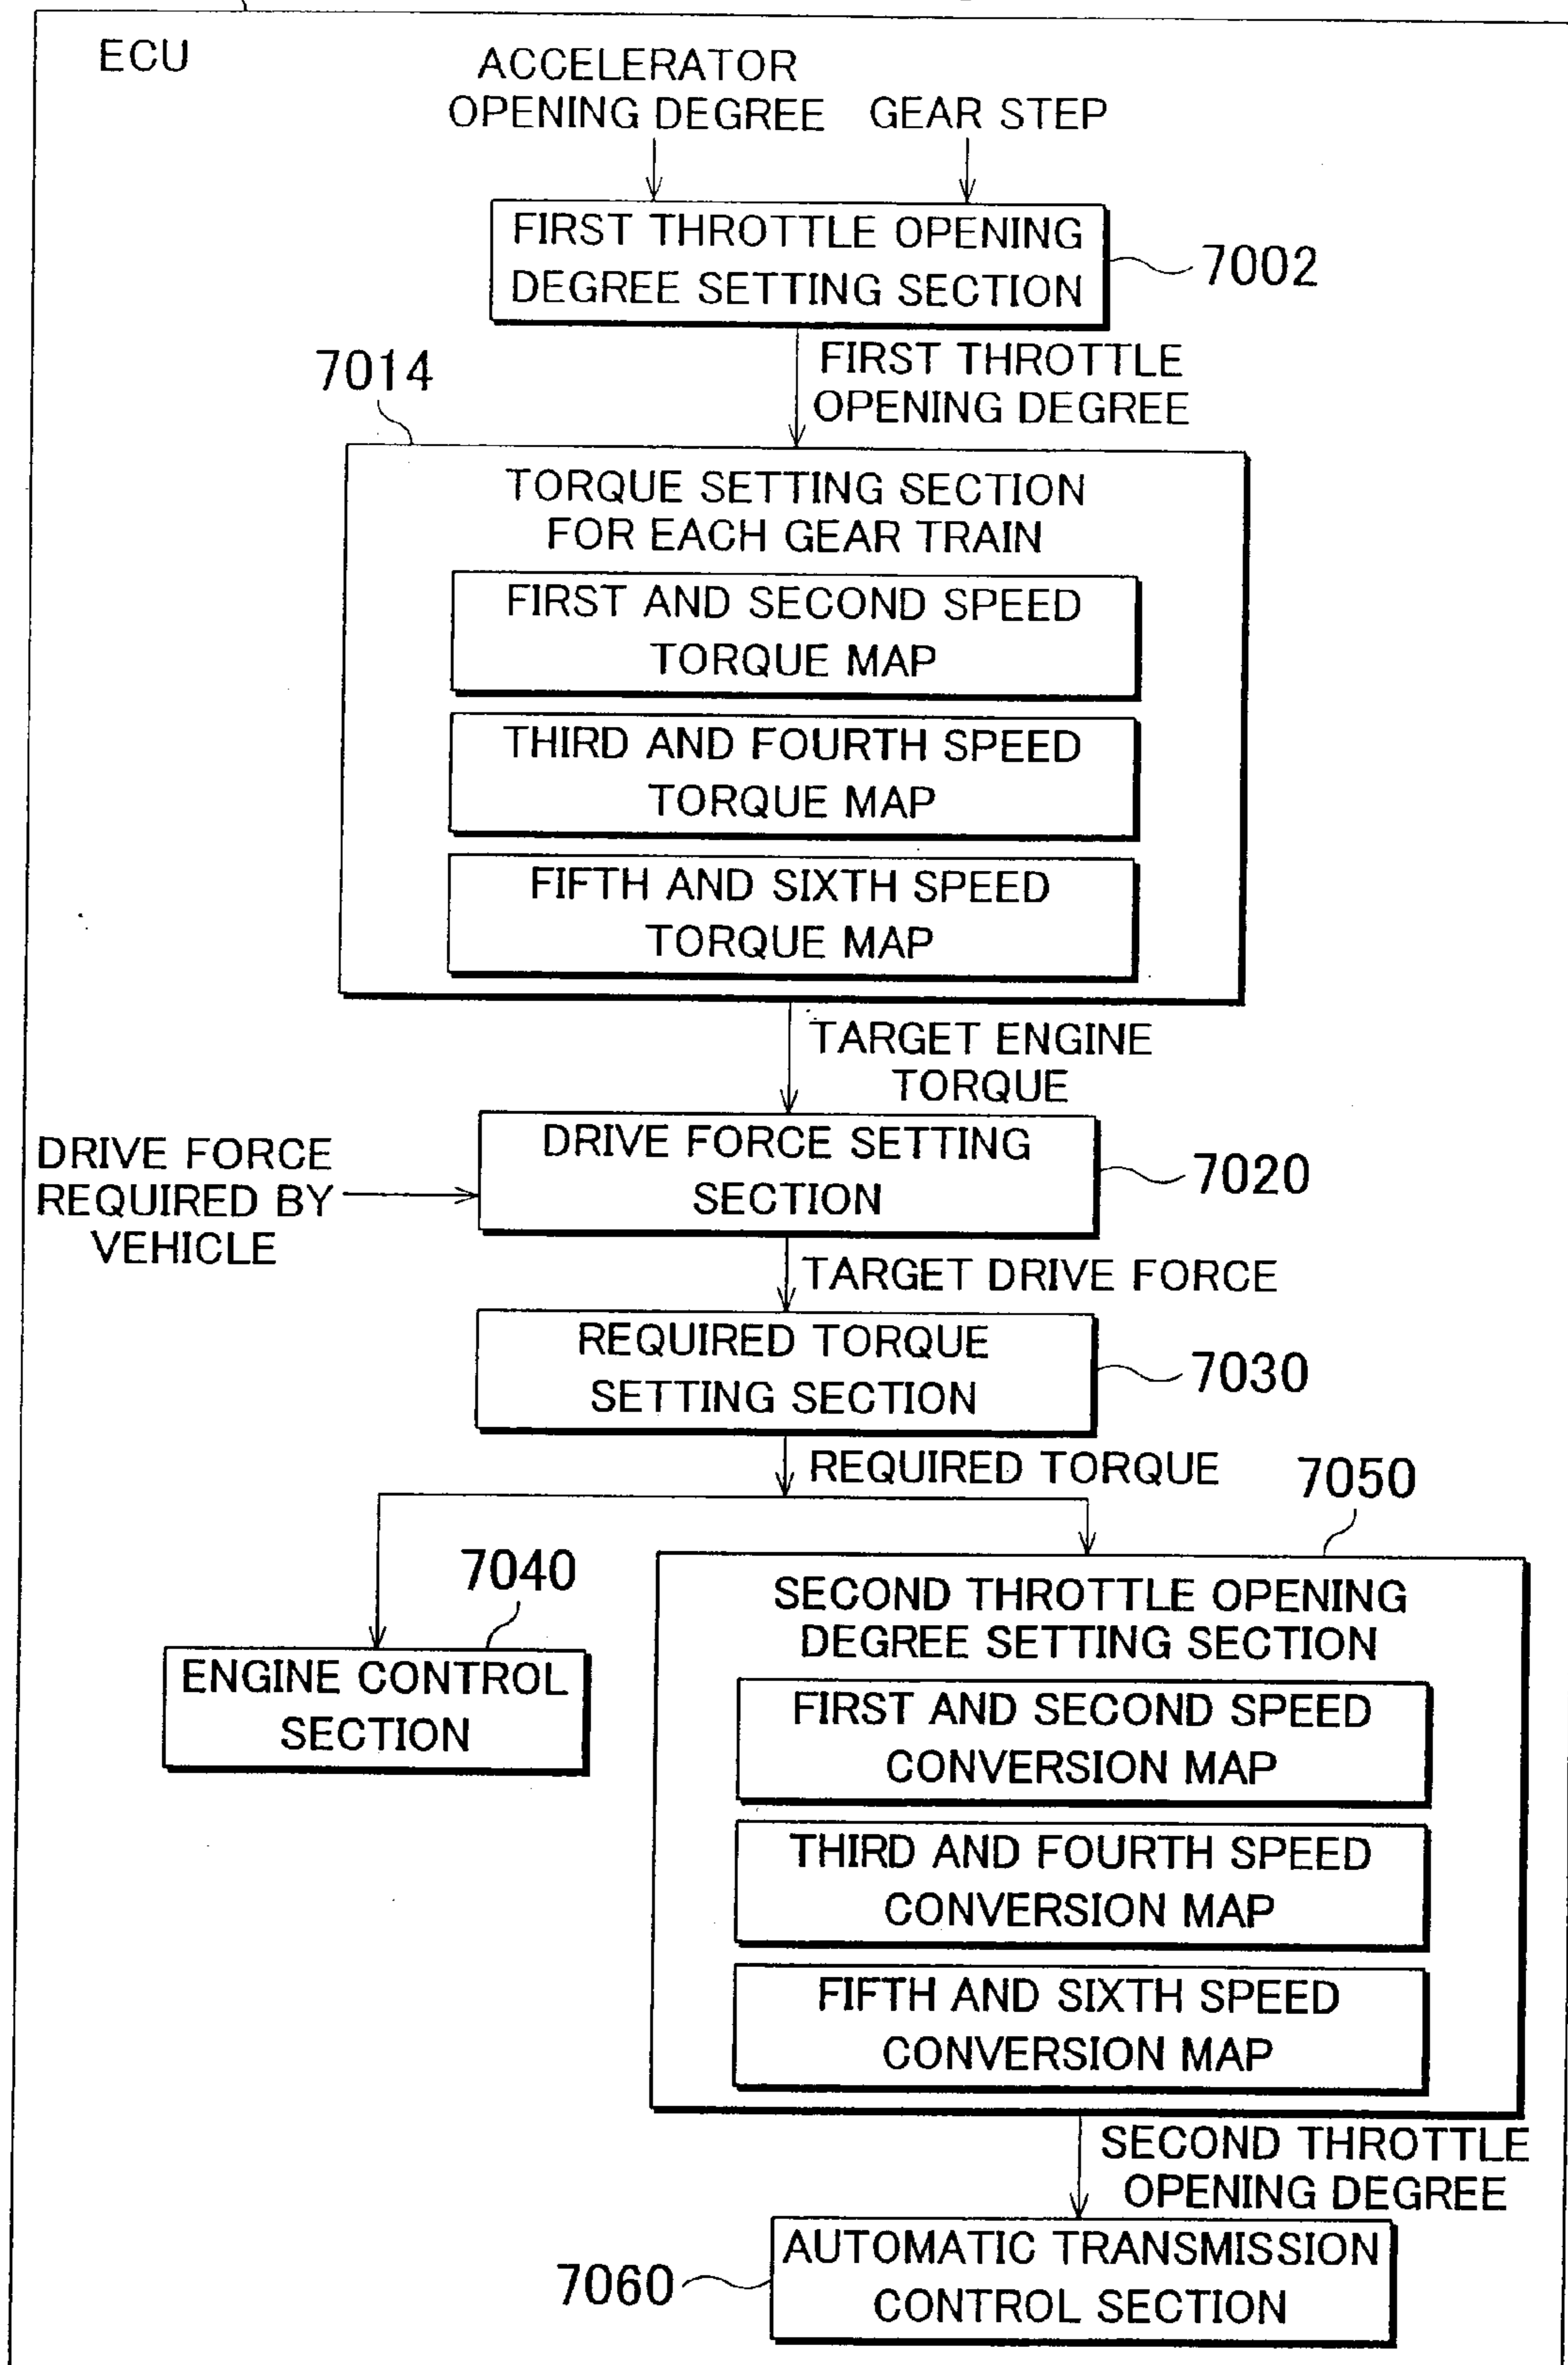 ECU
ACCELERATOR
OPENING DEGREE
GEAR STEP
FIRST THROTTLE OPENING
DEGREE SETTING SECTION
7002
FIRST THROTTLE
OPENING DEGREE
7014
TORQUE SETTING SECTION
FOR EACH GEAR TRAIN
FIRST AND SECOND SPEED
TORQUE MAP
THIRD AND FOURTH SPEED
TORQUE MAP
FIFTH AND SIXTH SPEED
TORQUE MAP
TARGET ENGINE
TORQUE
DRIVE FORCE
REQUIRED BY
VEHICLE
DRIVE FORCE SETTING
SECTION
7020
TARGET DRIVE FORCE
REQUIRED TORQUE
SETTING SECTION
7030
REQUIRED TORQUE
7050
7040
ENGINE CONTROL
SECTION
SECOND THROTTLE OPENING
DEGREE SETTING SECTION
FIRST AND SECOND SPEED
CONVERSION MAP
THIRD AND FOURTH SPEED
CONVERSION MAP
FIFTH AND SIXTH SPEED
CONVERSION MAP
SECOND THROTTLE
OPENING DEGREE
7060
AUTOMATIC TRANSMISSION
CONTROL SECTION